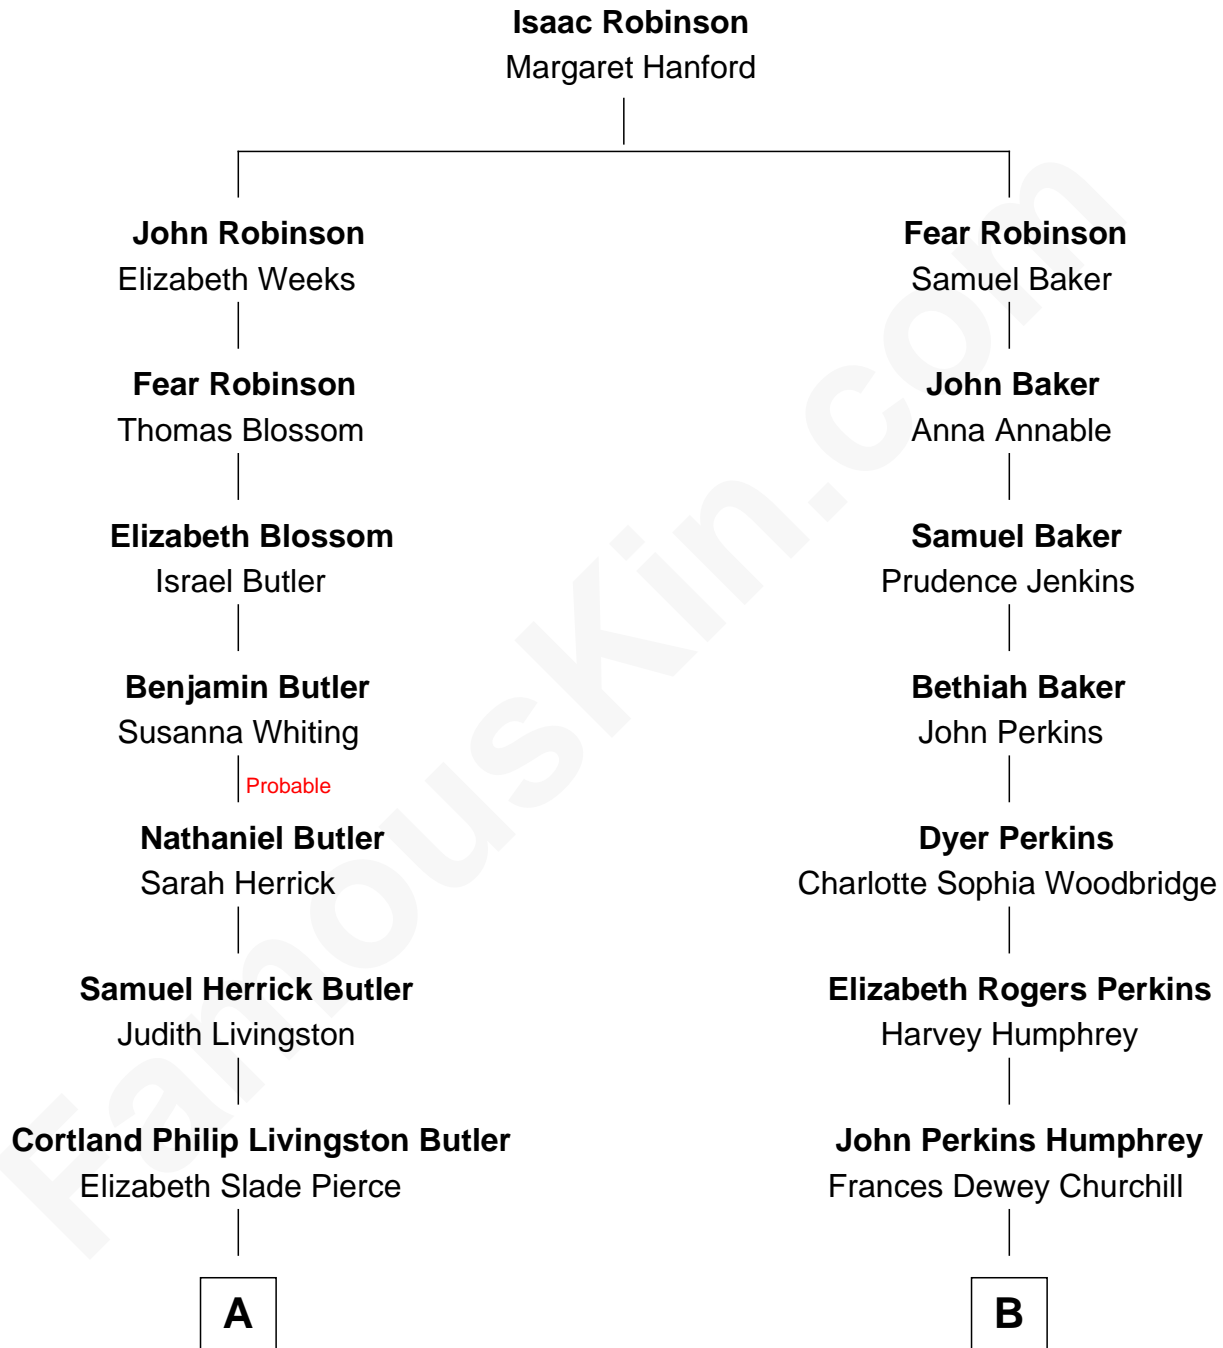 Isaac Robinson
Margaret Hanford
John Robinson
Elizabeth Weeks
Fear Robinson
Samuel Baker
Fear Robinson
Thomas Blossom
John Baker
Anna Annable
Elizabeth Blossom
Israel Butler
Samuel Baker
Prudence Jenkins
Benjamin Butler
Susanna Whiting
Bethiah Baker
John Perkins
Probable
Nathaniel Butler
Sarah Herrick
Dyer Perkins
Charlotte Sophia Woodbridge
Samuel Herrick Butler
Judith Livingston
Elizabeth Rogers Perkins
Harvey Humphrey
Cortland Philip Livingston Butler
Elizabeth Slade Pierce
John Perkins Humphrey
Frances Dewey Churchill
A
B
FamousKin.com